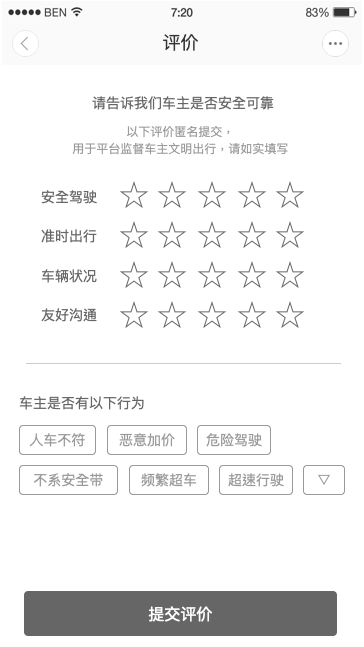 BEN 7:20 83%
评价
请告诉我们车主是否安全可靠
以下评价匿名提交，
用于平台监督车主文明出行，请如实填写
安全驾驶
准时出行
车辆状况
友好沟通
车主是否有以下行为
人车不符 恶意加价 危险驾驶
不系安全带 频繁超车 超速行驶
提交评价